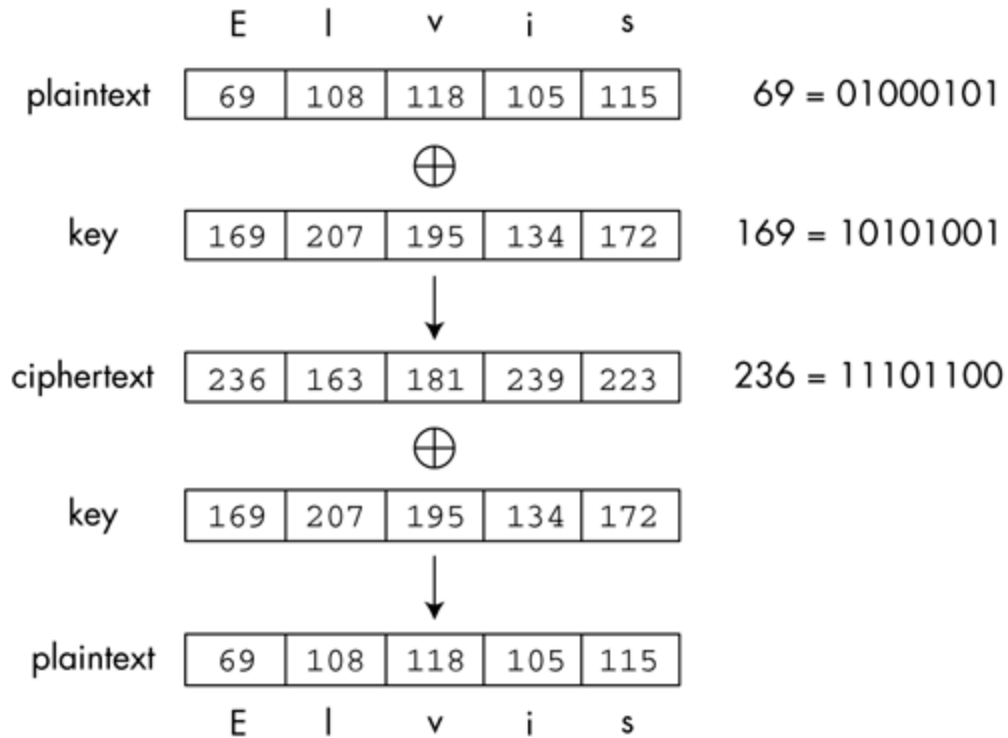 E l v i s
plaintext 69 108 118 105 115 69 = 01000101
⊕
key 169 207 195 134 172 169 = 10101001
ciphertext 236 163 181 239 223 236 = 11101100
⊕
key 169 207 195 134 172
plaintext 69 108 118 105 115
E l v i s